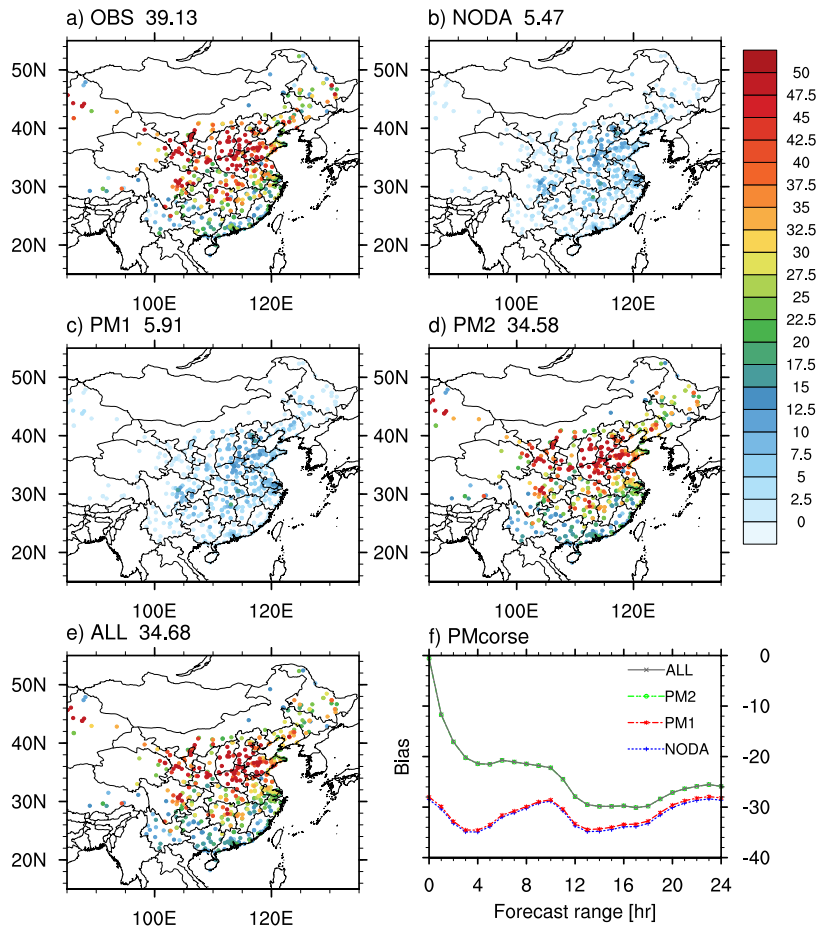 a) OBS 39.13
b) NODA 5.47
50N
40N
30N
20N
100E 120E
50N
40N
30N
20N
100E 120E
50
47.5
45
42.5
40
37.5
35
32.5
30
27.5
25
22.5
20
17.5
15
12.5
10
7.5
5
2.5
0
c) PM1 5.91
d) PM2 34.58
50N
40N
30N
20N
100E 120E
50N
40N
30N
20N
100E 120E
e) ALL 34.68
50N
40N
30N
20N
100E 120E
f) PMcorse
ALL
PM2
PM1
NODA
Bias
0
-10
-20
-30
-40
0 4 8 12 16 20 24
Forecast range [hr]